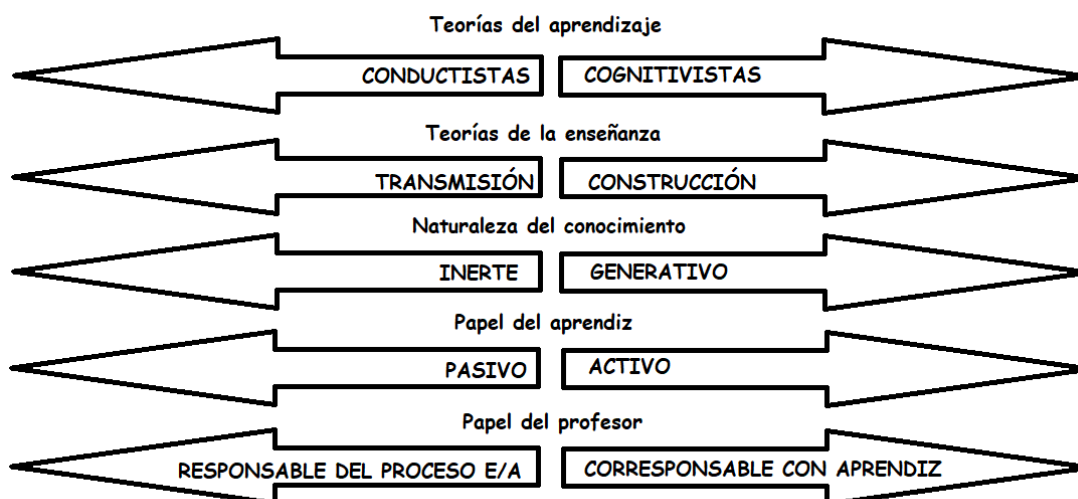 Teorías del aprendizaje
CONDUCTISTAS COGNITIVISTAS
Teorías de la enseñanza
TRANSMISIÓN CONSTRUCCIÓN
Naturaleza del conocimiento
INERTE GENERATIVO
Papel del aprendiz
PASIVO ACTIVO
Papel del profesor
RESPONSABLE DEL PROCESO E/A CORRESPONSABLE CON APRENDIZ